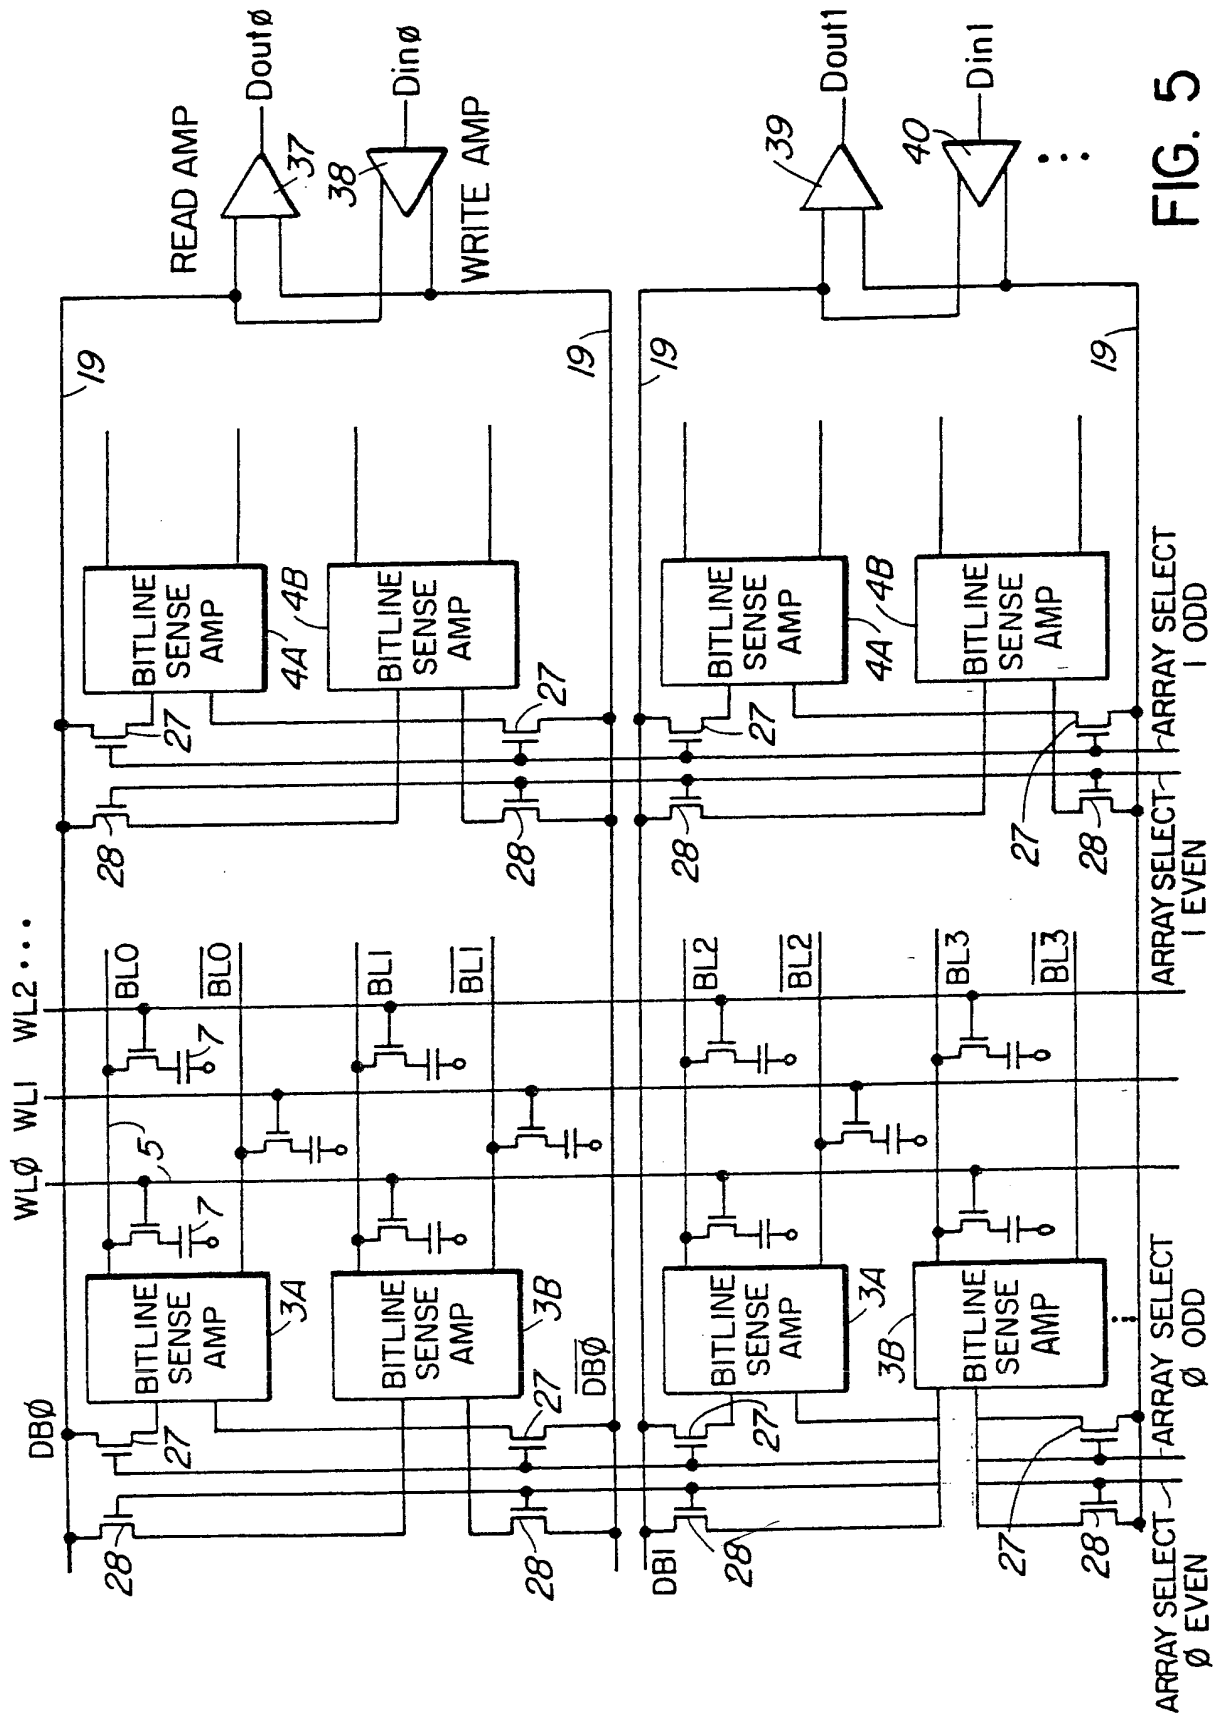 WLØ WL1 WL2 ....
DBØ
28
27
BITLINE
SENSE
AMP
3A
7
5
7
BL0
BL0
28
27
BITLINE
SENSE
AMP
4A
19
READ AMP
37
DoutØ
BITLINE
SENSE
AMP
3B
BL1
BL1
28
27
DBØ
BITLINE
SENSE
AMP
4B
28
27
19
38
DinØ
WRITE AMP
DB1
28
27
BITLINE
SENSE
AMP
3A
BL2
BL2
28
27
BITLINE
SENSE
AMP
4A
19
39
Dout1
3B
BITLINE
SENSE
AMP
BL3
BL3
27
28
4B
BITLINE
SENSE
AMP
27
28
19
40
Din1
ARRAY SELECT
Ø EVEN
ARRAY SELECT
Ø ODD
ARRAY SELECT
1 EVEN
ARRAY SELECT
1 ODD
FIG. 5